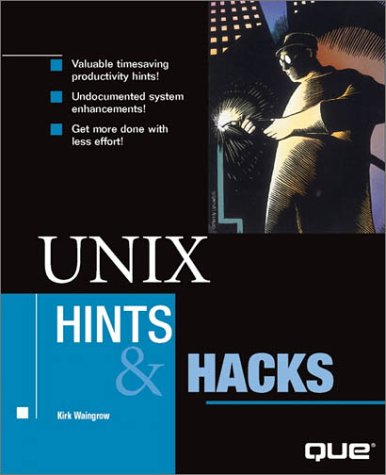 Valuable timesaving
productivity hints!
Undocumented system
enhancements!
Get more done with
less effort!
UNIX
HINTS
& HACKS
Kirk Waingrow
QUE®